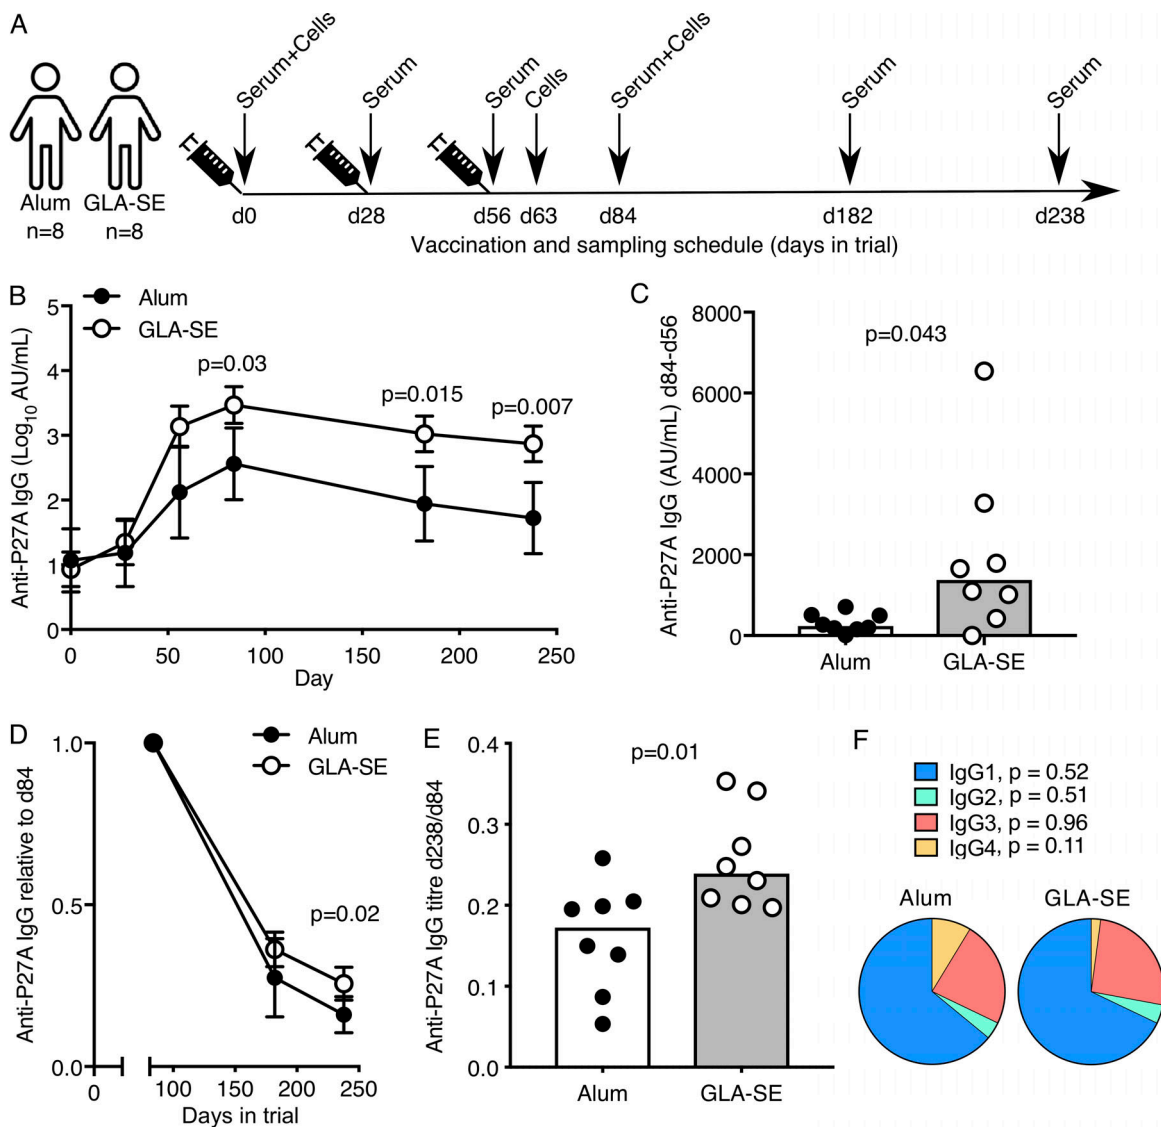 A
Serum+Cells
Serum
Serum
Cells
Serum+Cells
Serum
Serum
Alum
n=8
GLA-SE
n=8
d0
d28
d56
d63
d84
d182
d238
Vaccination and sampling schedule (days in trial)
B
Alum
GLA-SE
Anti-P27A IgG (Log10 AU/mL)
5
4
3
2
1
0
p=0.03
p=0.015
p=0.007
0
50
100
150
200
250
Day
C
Anti-P27A IgG (AU/mL) d84-d56
8000
6000
4000
2000
0
p=0.043
Alum
GLA-SE
D
Alum
GLA-SE
Anti-P27A IgG relative to d84
1.0
0.5
0.0
p=0.02
0
100
150
200
250
Days in trial
E
Anti-P27A IgG titre d238/d84
0.4
0.3
0.2
0.1
0.0
p=0.01
Alum
GLA-SE
F
IgG1, p = 0.52
IgG2, p = 0.51
IgG3, p = 0.96
IgG4, p = 0.11
Alum
GLA-SE